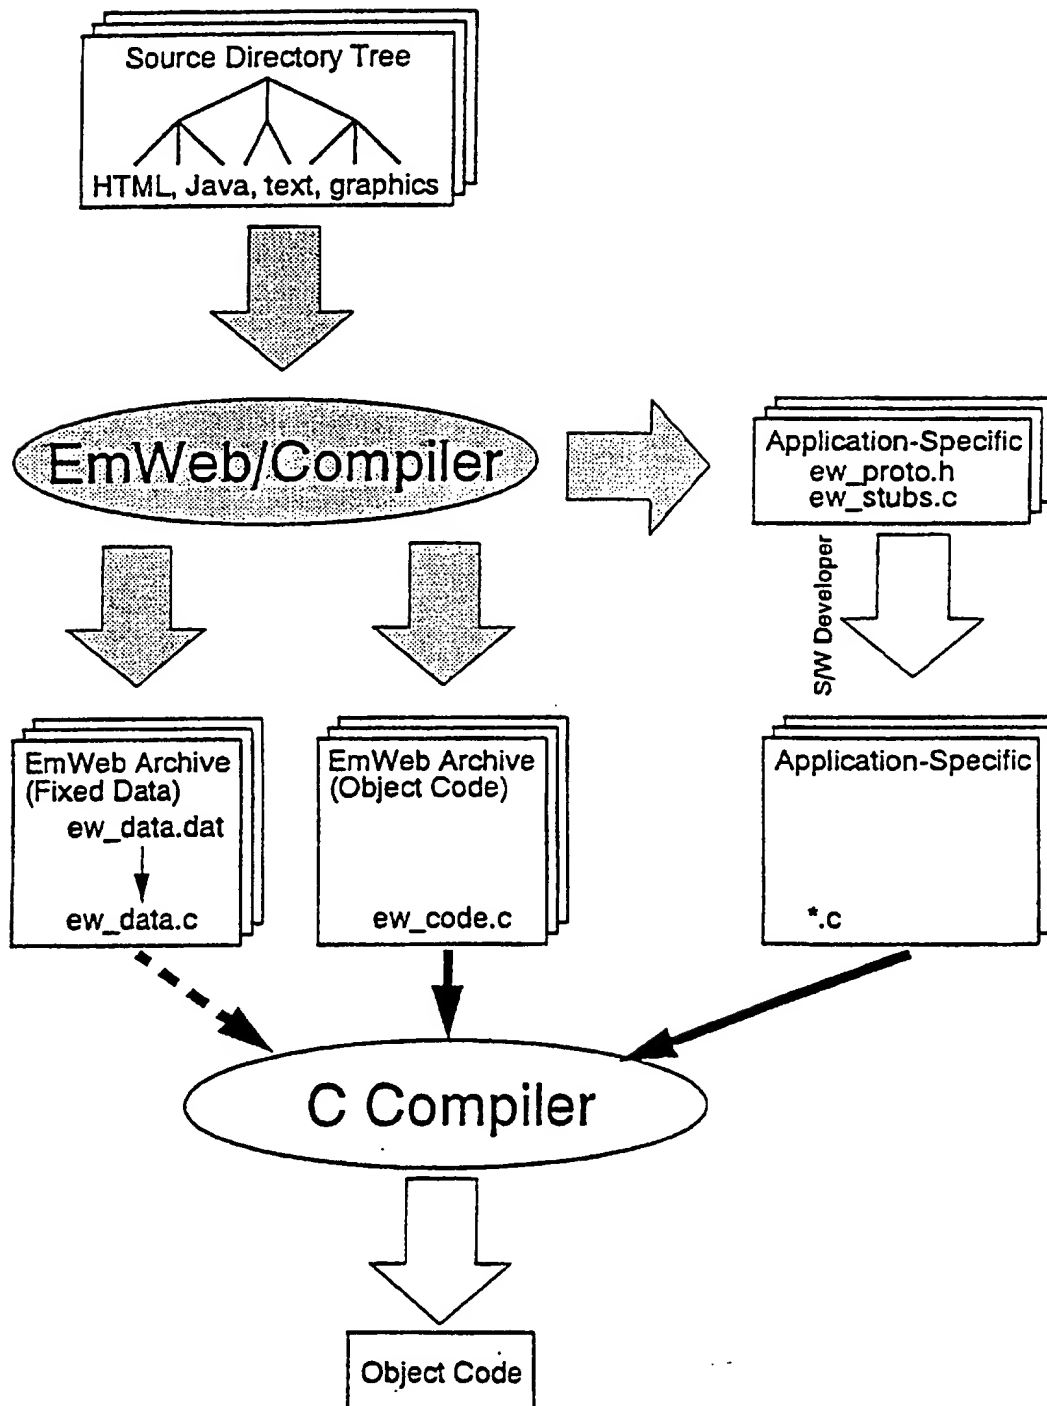 Source Directory Tree
HTML, Java, text, graphics
EmWeb/Compiler
Application-Specific
ew_proto.h
ew_stubs.c
S/W Developer
EmWeb Archive
(Fixed Data)
ew_data.dat
ew_data.c
EmWeb Archive
(Object Code)
ew_code.c
Application-Specific
*.c
C Compiler
Object Code